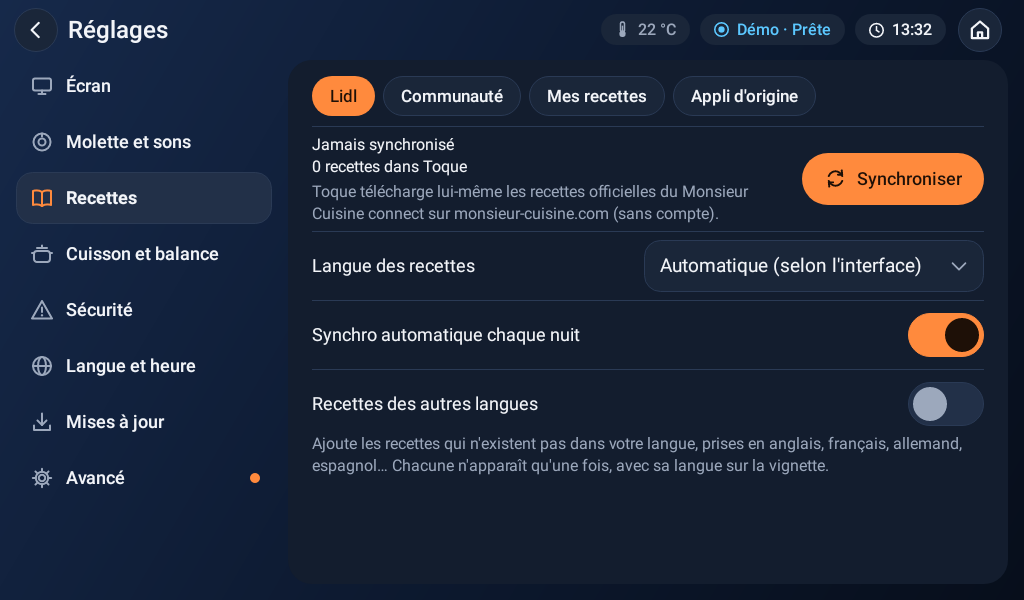 Réglages
22 °C
Démo · Prête
13:32
Écran
Molette et sons
Recettes
Cuisson et balance
Sécurité
Langue et heure
Mises à jour
Avancé
Lidl
Communauté
Mes recettes
Appli d'origine
Jamais synchronisé
0 recettes dans Toque
Toque télécharge lui-même les recettes officielles du Monsieur
Cuisine connect sur monsieur-cuisine.com (sans compte).
Synchroniser
Langue des recettes
Automatique (selon l'interface)
Synchro automatique chaque nuit
Recettes des autres langues
Ajoute les recettes qui n'existent pas dans votre langue, prises en anglais, français, allemand,
espagnol… Chacune n'apparaît qu'une fois, avec sa langue sur la vignette.